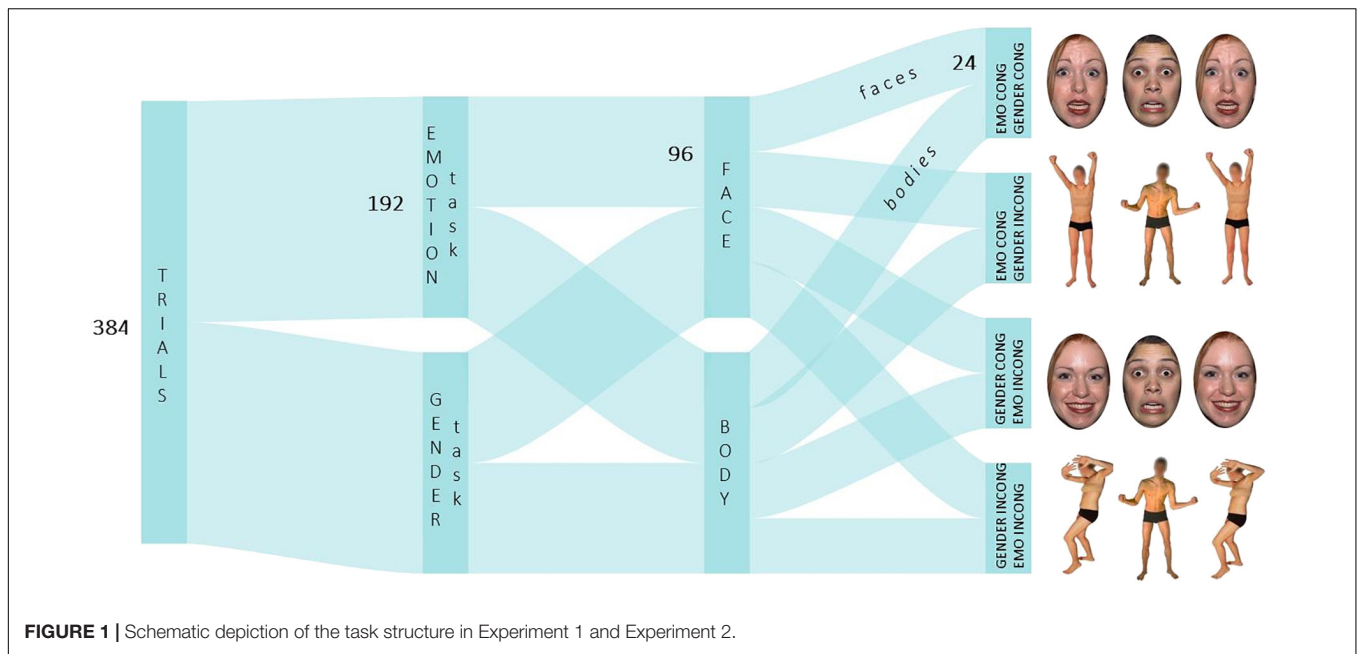 384
TRIALS
192
EMOTION
task
GENDER
task
96
FACE
BODY
faces
bodies
24
EMO CONG
GENDER CONG
EMO CONG
GENDER INCONG
GENDER CONG
EMO INCONG
GENDER INCONG
EMO INCONG
FIGURE 1 | Schematic depiction of the task structure in Experiment 1 and Experiment 2.